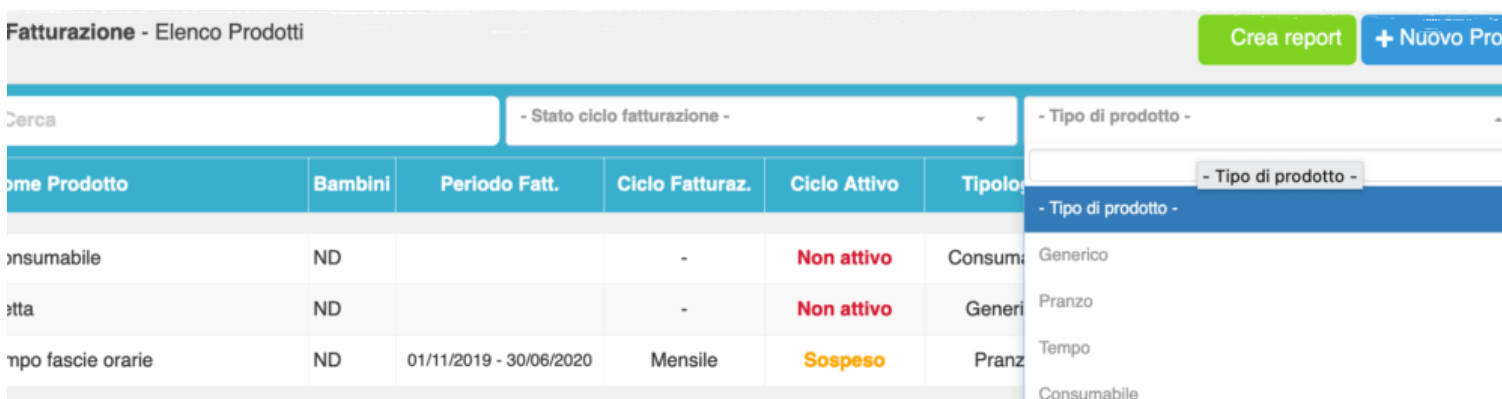 Fatturazione - Elenco Prodotti
Crea report
+ Nuovo Pro
Cerca
- Stato ciclo fatturazione -
- Tipo di prodotto -
ome Prodotto Bambini Periodo Fatt. Ciclo Fatturaz. Ciclo Attivo Tipolog
- Tipo di prodotto -
- Tipo di prodotto -
onsumabile ND - Non attivo Consuma
Generico
etta ND - Non attivo Generi
Pranzo
mpo fascie orarie ND 01/11/2019 - 30/06/2020 Mensile Sospeso Pranz
Tempo
Consumabile